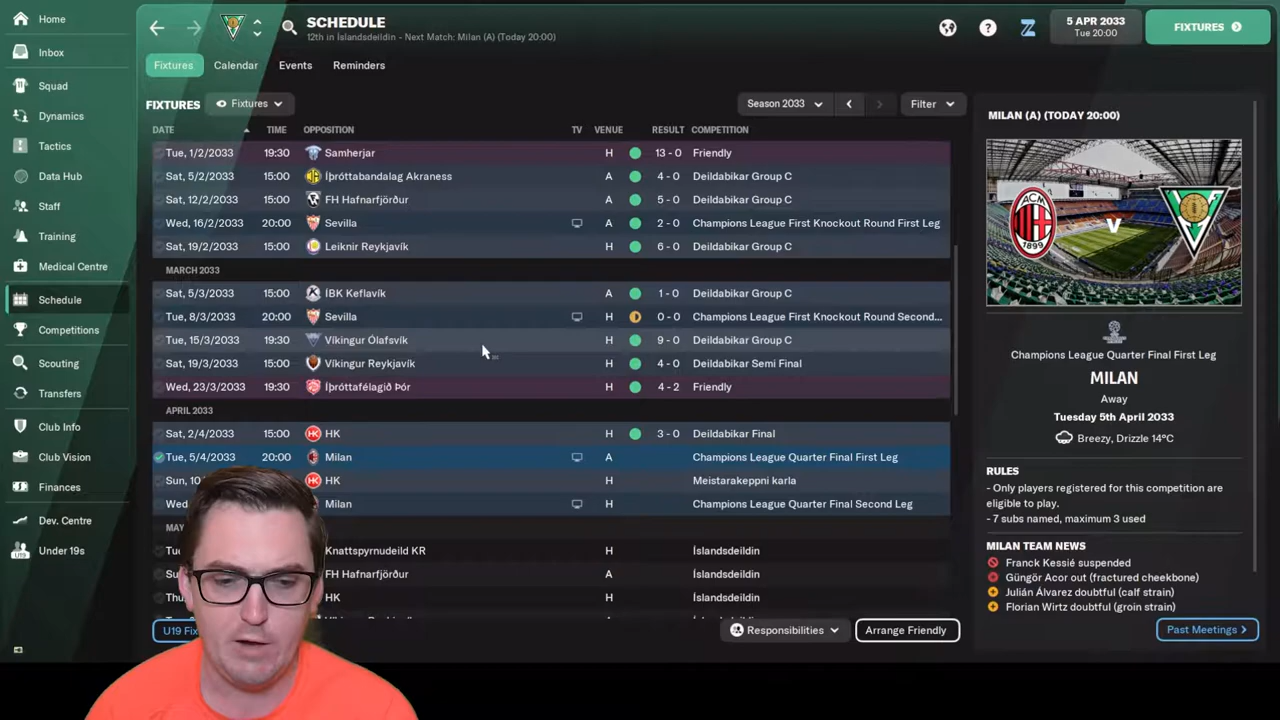 Home
Inbox
Squad
Dynamics
Tactics
Data Hub
Staff
Training
Medical Centre
Schedule
Competitions
Scouting
Transfers
Club Info
Club Vision
Finances
Dev. Centre
Under 19s
SCHEDULE
12th in Íslandsdeildin - Next Match: Milan (A) (Today 20:00)
5 APR 2033
Tue 20:00
FIXTURES
Fixtures Calendar Events Reminders
FIXTURES Fixtures Season 2033 Filter
DATE TIME OPPOSITION TV VENUE RESULT COMPETITION
Tue, 1/2/2033 19:30 Samherjar H 13 - 0 Friendly
Sat, 5/2/2033 15:00 Íþróttabandalag Akraness A 4 - 0 Deildabikar Group C
Sat, 12/2/2033 15:00 FH Hafnarfjörður A 5 - 0 Deildabikar Group C
Wed, 16/2/2033 20:00 Sevilla A 2 - 0 Champions League First Knockout Round First Leg
Sat, 19/2/2033 15:00 Leiknir Reykjavík H 6 - 0 Deildabikar Group C
MARCH 2033
Sat, 5/3/2033 15:00 ÍBK Keflavík A 1 - 0 Deildabikar Group C
Tue, 8/3/2033 20:00 Sevilla H 0 - 0 Champions League First Knockout Round Second...
Tue, 15/3/2033 19:30 Víkingur Ólafsvík H 9 - 0 Deildabikar Group C
Sat, 19/3/2033 15:00 Víkingur Reykjavík H 4 - 0 Deildabikar Semi Final
Wed, 23/3/2033 19:30 Íþróttafélagið Þór H 4 - 2 Friendly
APRIL 2033
Sat, 2/4/2033 15:00 HK H 3 - 0 Deildabikar Final
Tue, 5/4/2033 20:00 Milan A Champions League Quarter Final First Leg
Sun, 10 HK H Meistarakeppni karla
Wed Milan H Champions League Quarter Final Second Leg
MAY
Knattspyrnudeild KR H Íslandsdeildin
FH Hafnarfjörður A Íslandsdeildin
HK H Íslandsdeildin
U19 Fix
Responsibilities Arrange Friendly
MILAN (A) (TODAY 20:00)
ACM
1899
V
Champions League Quarter Final First Leg
MILAN
Away
Tuesday 5th April 2033
Breezy, Drizzle 14°C
RULES
- Only players registered for this competition are
eligible to play.
- 7 subs named, maximum 3 used
MILAN TEAM NEWS
Franck Kessié suspended
Güngör Acor out (fractured cheekbone)
Julián Álvarez doubtful (calf strain)
Florian Wirtz doubtful (groin strain)
Past Meetings